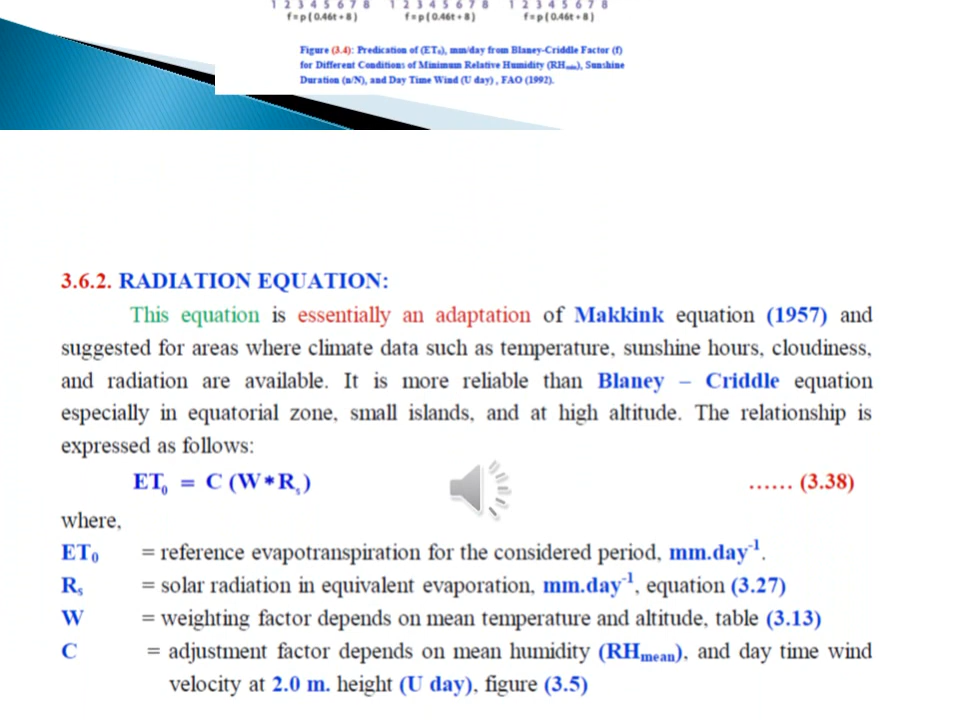 1 2 3 4 5 6 7 8 1 2 3 4 5 6 7 8 1 2 3 4 5 6 7 8
f=p(0.46t+8) f=p(0.46t+8) f=p(0.46t+8)
Figure (3.4): Predication of (ET₀), mm/day from Blaney-Criddle Factor (f)
for Different Conditions of Minimum Relative Humidity (RHmin), Sunshine
Duration (n/N), and Day Time Wind (U day) , FAO (1992).
3.6.2. RADIATION EQUATION:
This equation is essentially an adaptation of Makkink equation (1957) and
suggested for areas where climate data such as temperature, sunshine hours, cloudiness,
and radiation are available. It is more reliable than Blaney – Criddle equation
especially in equatorial zone, small islands, and at high altitude. The relationship is
expressed as follows:
ET₀ = C (W*Rₛ) ...... (3.38)
where,
ET₀ = reference evapotranspiration for the considered period, mm.day⁻¹.
Rₛ = solar radiation in equivalent evaporation, mm.day⁻¹, equation (3.27)
W = weighting factor depends on mean temperature and altitude, table (3.13)
C = adjustment factor depends on mean humidity (RHmean), and day time wind
velocity at 2.0 m. height (U day), figure (3.5)